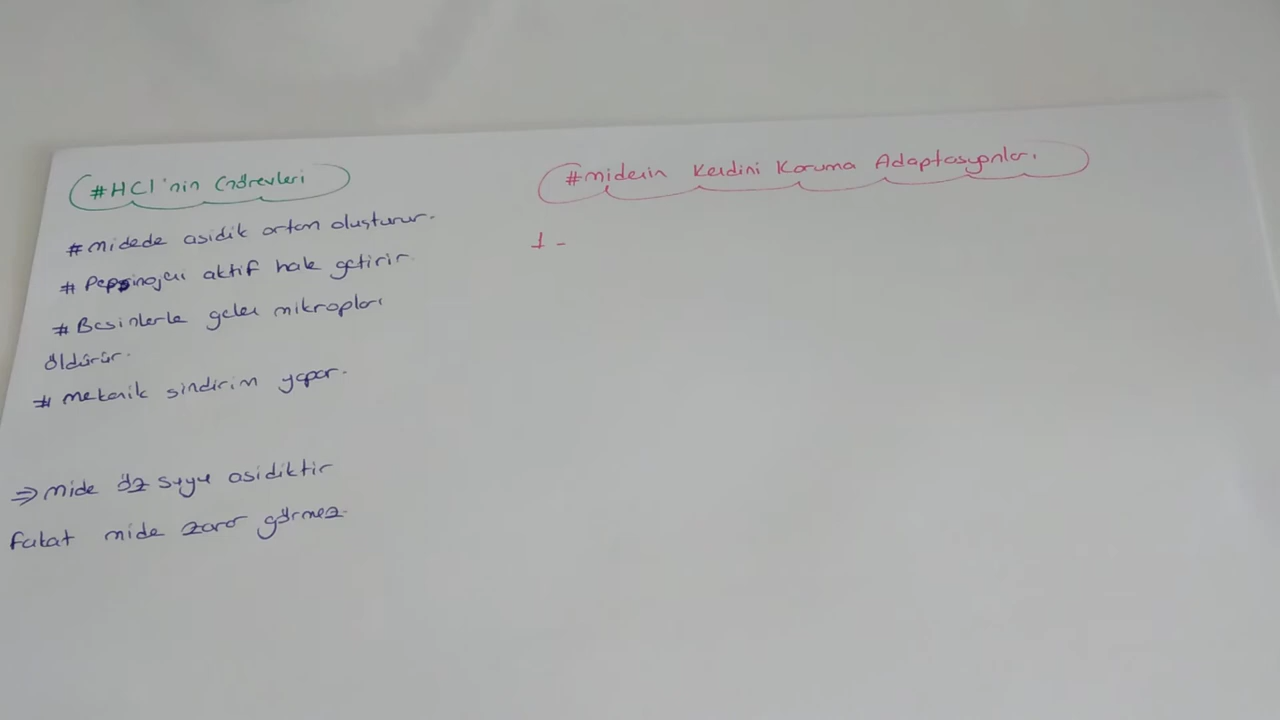 #HCl'nin Görevleri
#midede asidik ortam oluşturur.
# Pepsinojeni aktif hale getirir.
# Besinlerle gelen mikropları
öldürür.
# mekanik sindirim yapar.
⇒ mide öz suyu asidiktir
fakat mide zarar görmez.
#midenin Kendini Koruma Adaptasyonları
1 -